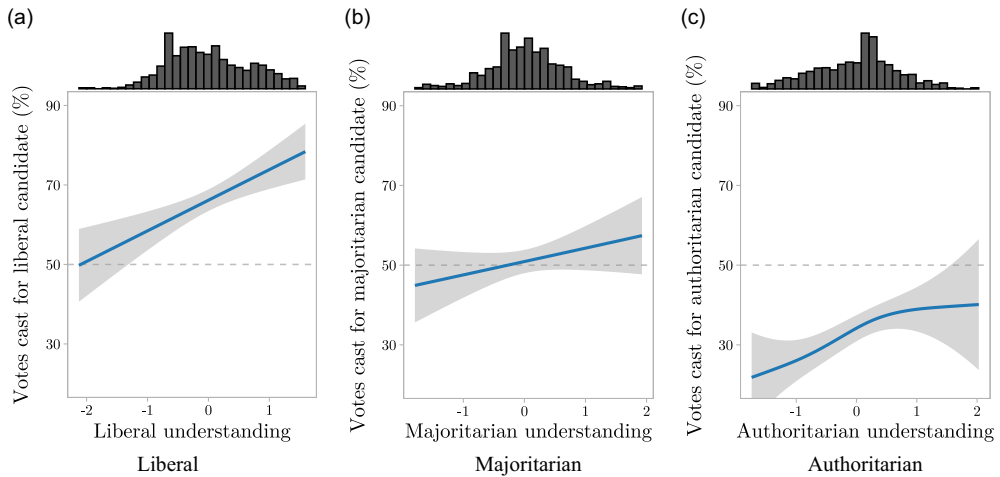 (a)
Votes cast for liberal candidate (%)
90
70
50
30
-2
-1
0
1
Liberal understanding
Liberal
(b)
Votes cast for majoritarian candidate (%)
90
70
50
30
-1
0
1
2
Majoritarian understanding
Majoritarian
(c)
Votes cast for authoritarian candidate (%)
90
70
50
30
-1
0
1
2
Authoritarian understanding
Authoritarian